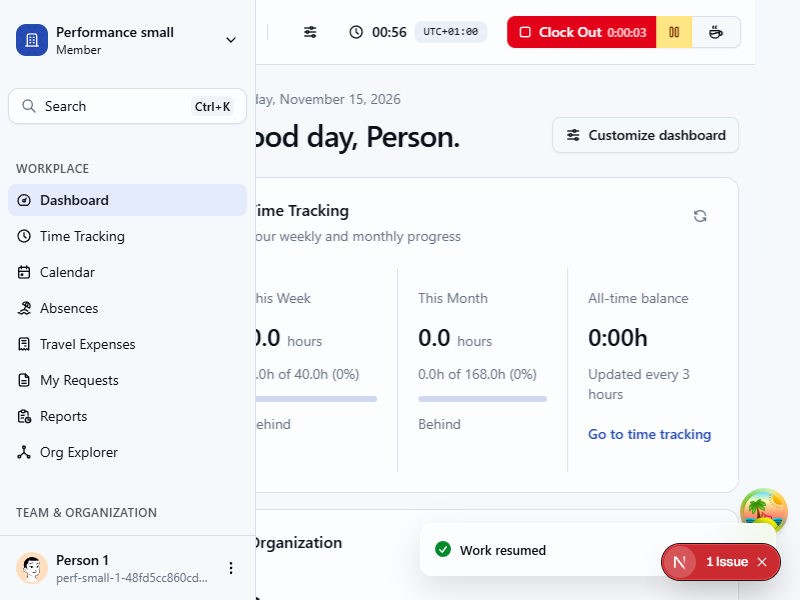 Performance small
Member
00:56
UTC+01:00
Clock Out 0:00:03
Search
Ctrl+K
day, November 15, 2026
ood day, Person.
Customize dashboard
WORKPLACE
Dashboard
Time Tracking
Calendar
Absences
Travel Expenses
My Requests
Reports
Org Explorer
TEAM & ORGANIZATION
Person 1
perf-small-1-48fd5cc860cd...
ime Tracking
our weekly and monthly progress
his Week
0.0 hours
.0h of 40.0h (0%)
ehind
This Month
0.0 hours
0.0h of 168.0h (0%)
Behind
All-time balance
0:00h
Updated every 3
hours
Go to time tracking
Organization
Work resumed
N
1 Issue